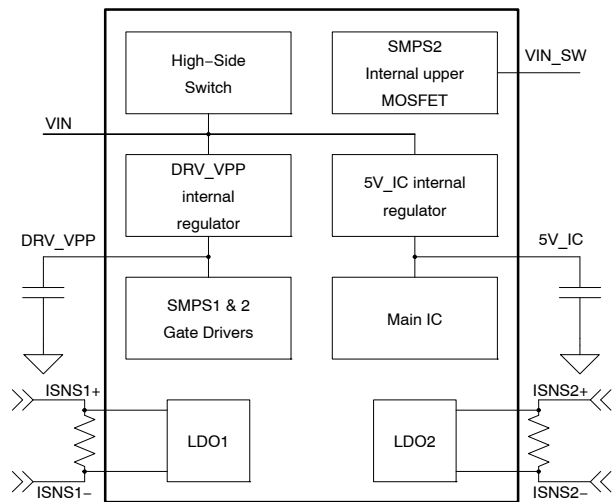 High−Side
Switch
SMPS2
Internal upper
MOSFET
VIN_SW
VIN
DRV_VPP
internal
regulator
5V_IC internal
regulator
DRV_VPP
5V_IC
SMPS1 & 2
Gate Drivers
Main IC
ISNS1+
ISNS2+
LDO1
LDO2
ISNS1−
ISNS2−